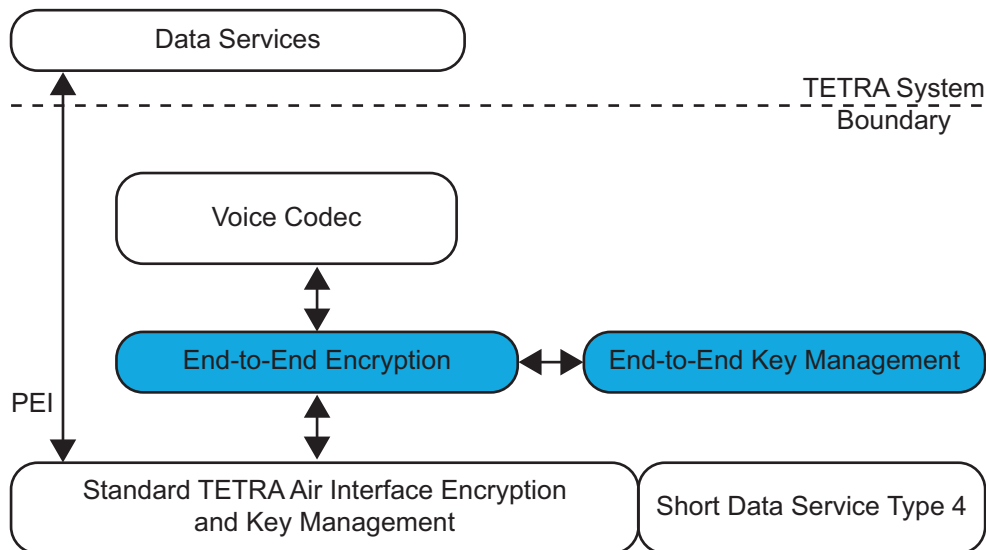 Data Services
TETRA System
Boundary
Voice Codec
End-to-End Encryption
End-to-End Key Management
PEI
Standard TETRA Air Interface Encryption
and Key Management
Short Data Service Type 4